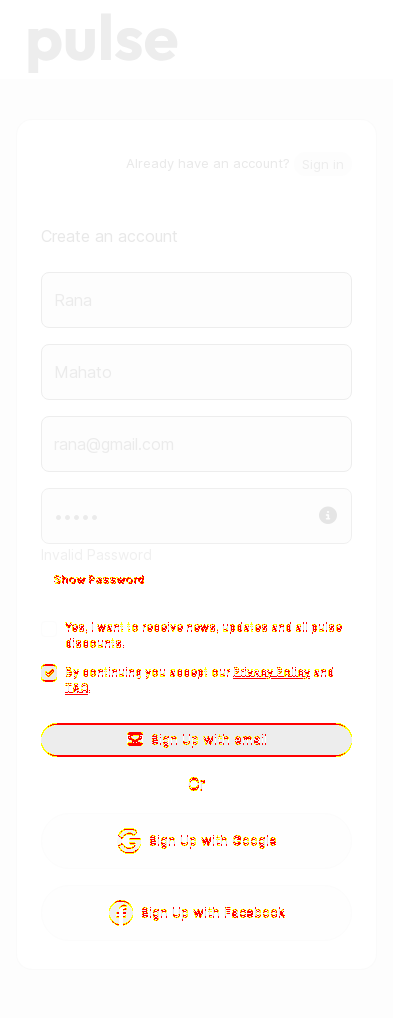 pulse
Already have an account? Sign in
Create an account
Rana
Mahato
rana@gmail.com
Invalid Password
Show Password
Yes, I want to receive news, updates and all pulse
discounts.
By continuing you accept our Privacy Policy and
T&Q.
Sign Up with email
Or
Sign Up with Google
Sign Up with Facebook